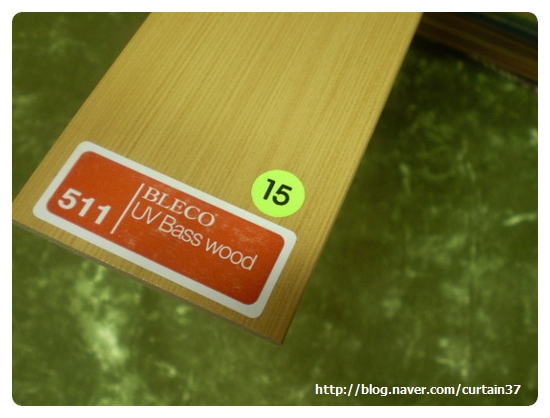 15
511
BLECO
UV Bass wood
http://blog.naver.com/curtain37